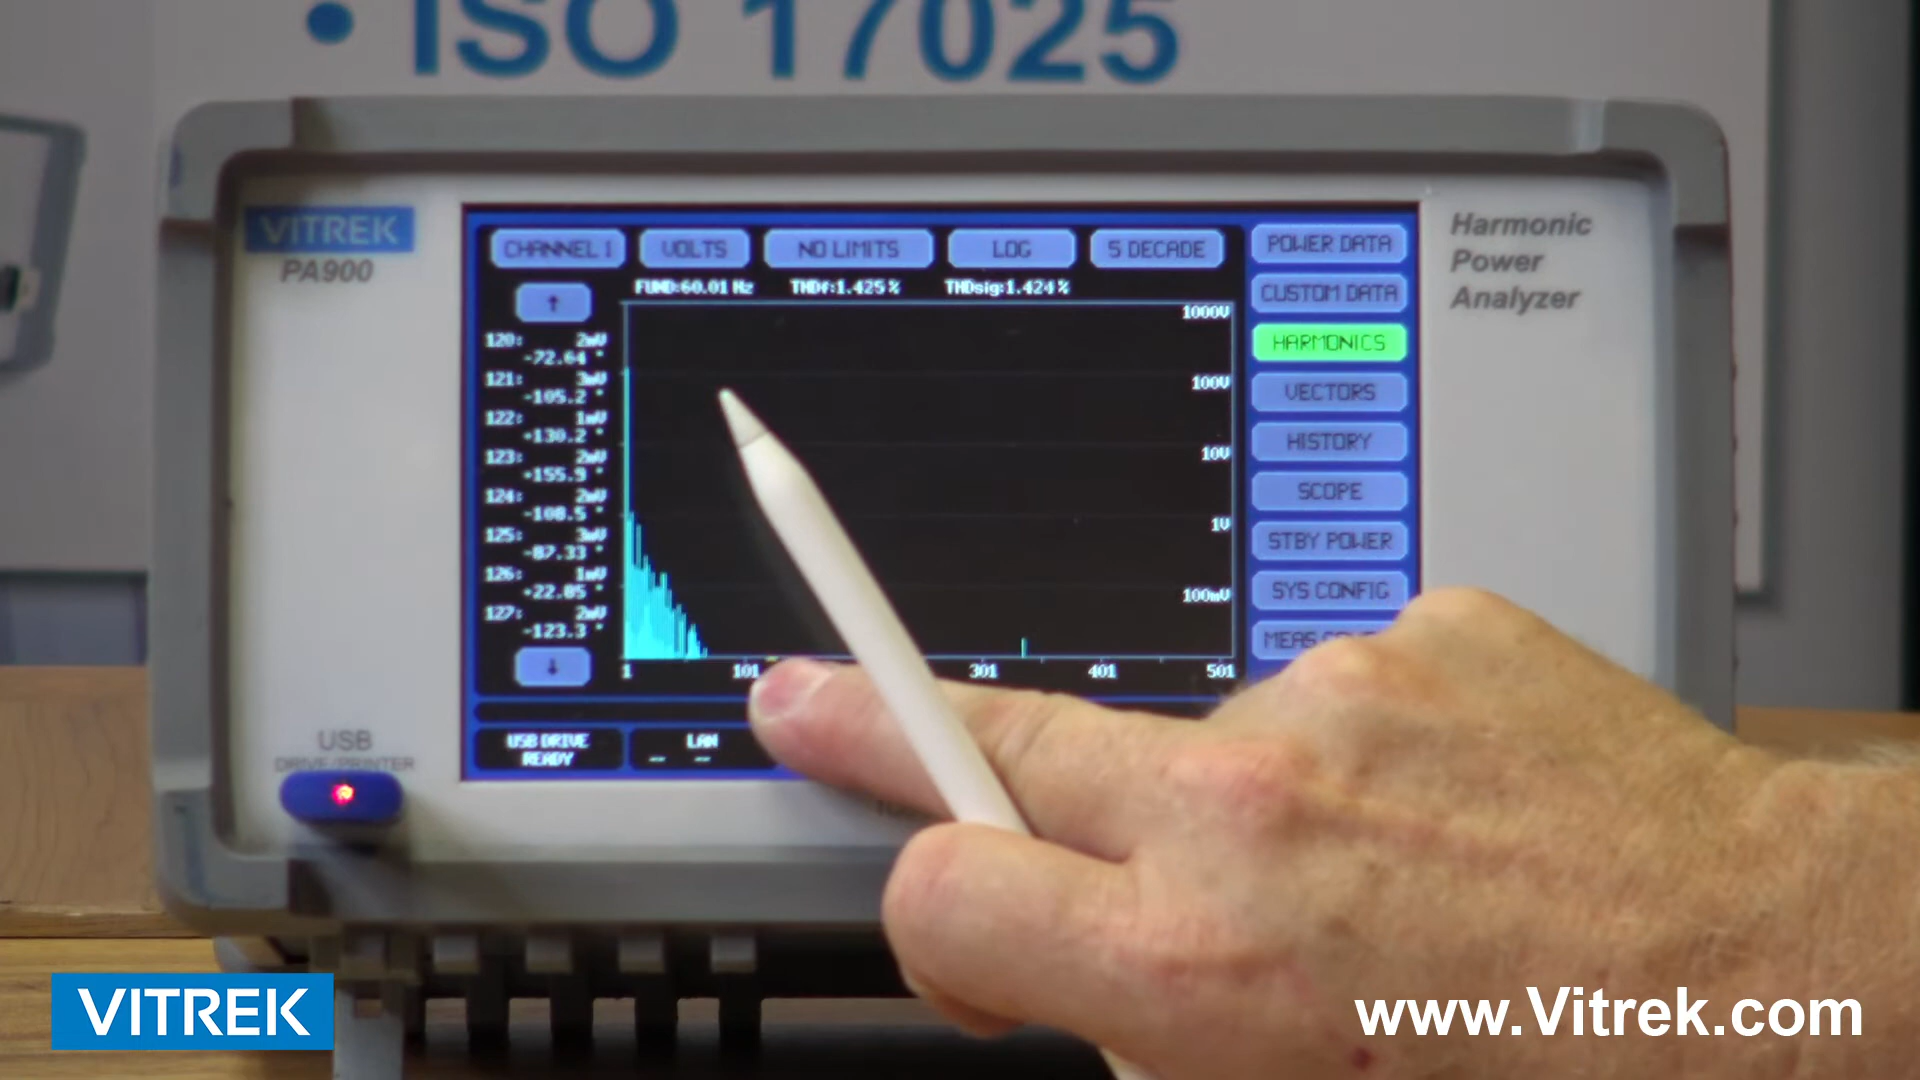 • ISO 17025
VITREK
PA900
Harmonic
Power
Analyzer
CHANNEL 1
VOLTS
NO LIMITS
LOG
5 DECADE
FUND:60.01 Hz
THDf:1.425 %
THDsig:1.424 %
↑
120: 2mV
-72.64 °
121: 3mV
-105.2 °
122: 1mV
+130.2 °
123: 2mV
+155.9 °
124: 2mV
-108.5 °
125: 3mV
-87.33 °
126: 1mV
+22.85 °
127: 2mV
-123.3 °
↓
1000V
100V
10V
1V
100mV
1
101
301
401
501
POWER DATA
CUSTOM DATA
HARMONICS
VECTORS
HISTORY
SCOPE
STBY POWER
SYS CONFIG
MEAS
USB DRIVE
READY
LAN
-- --
USB
DRIVE/PRINTER
VITREK
www.Vitrek.com